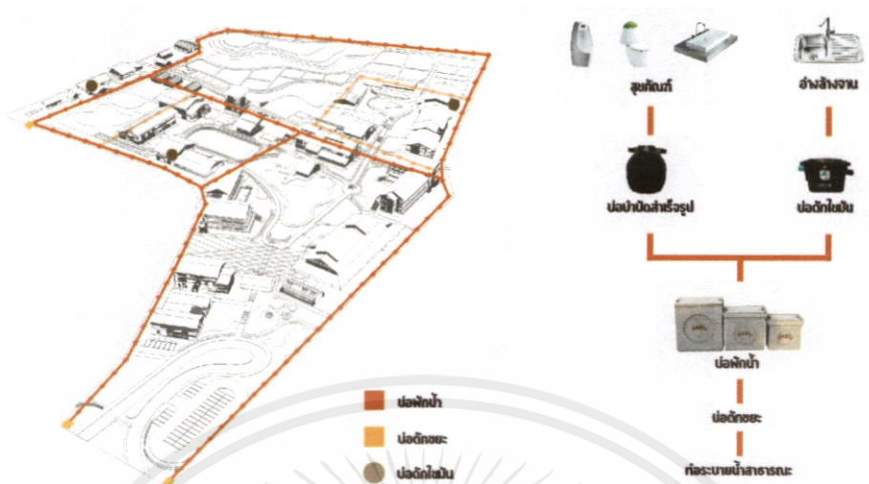 สุขภัณฑ์
อ่างล้างจาน
บ่อบำบัดสำเร็จรูป
บ่อดักไขมัน
บ่อพักน้ำ
บ่อดักขยะ
ท่อระบายน้ำสาธารณะ
บ่อพักน้ำ
บ่อดักขยะ
บ่อดักไขมัน